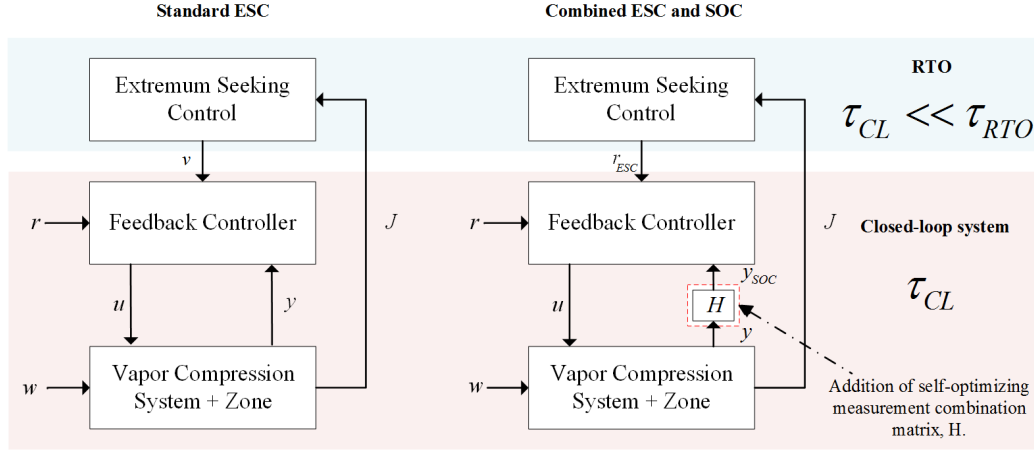 Standard ESC
Combined ESC and SOC
Extremum Seeking
Control
Extremum Seeking
Control
RTO
τCL << τRTO
v
rESC
r
Feedback Controller
J
r
Feedback Controller
J
Closed-loop system
τCL
u
y
u
ySOC
H
y
w
Vapor Compression
System + Zone
w
Vapor Compression
System + Zone
Addition of self-optimizing
measurement combination
matrix, H.